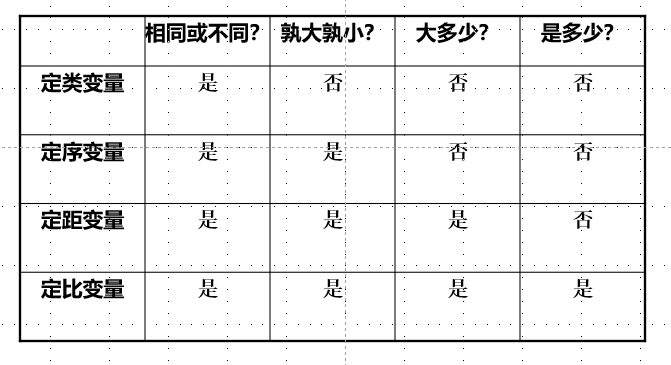 相同或不同? 孰大孰小? 大多少? 是多少?
定类变量 是 否 否 否
定序变量 是 是 否 否
定距变量 是 是 是 否
定比变量 是 是 是 是